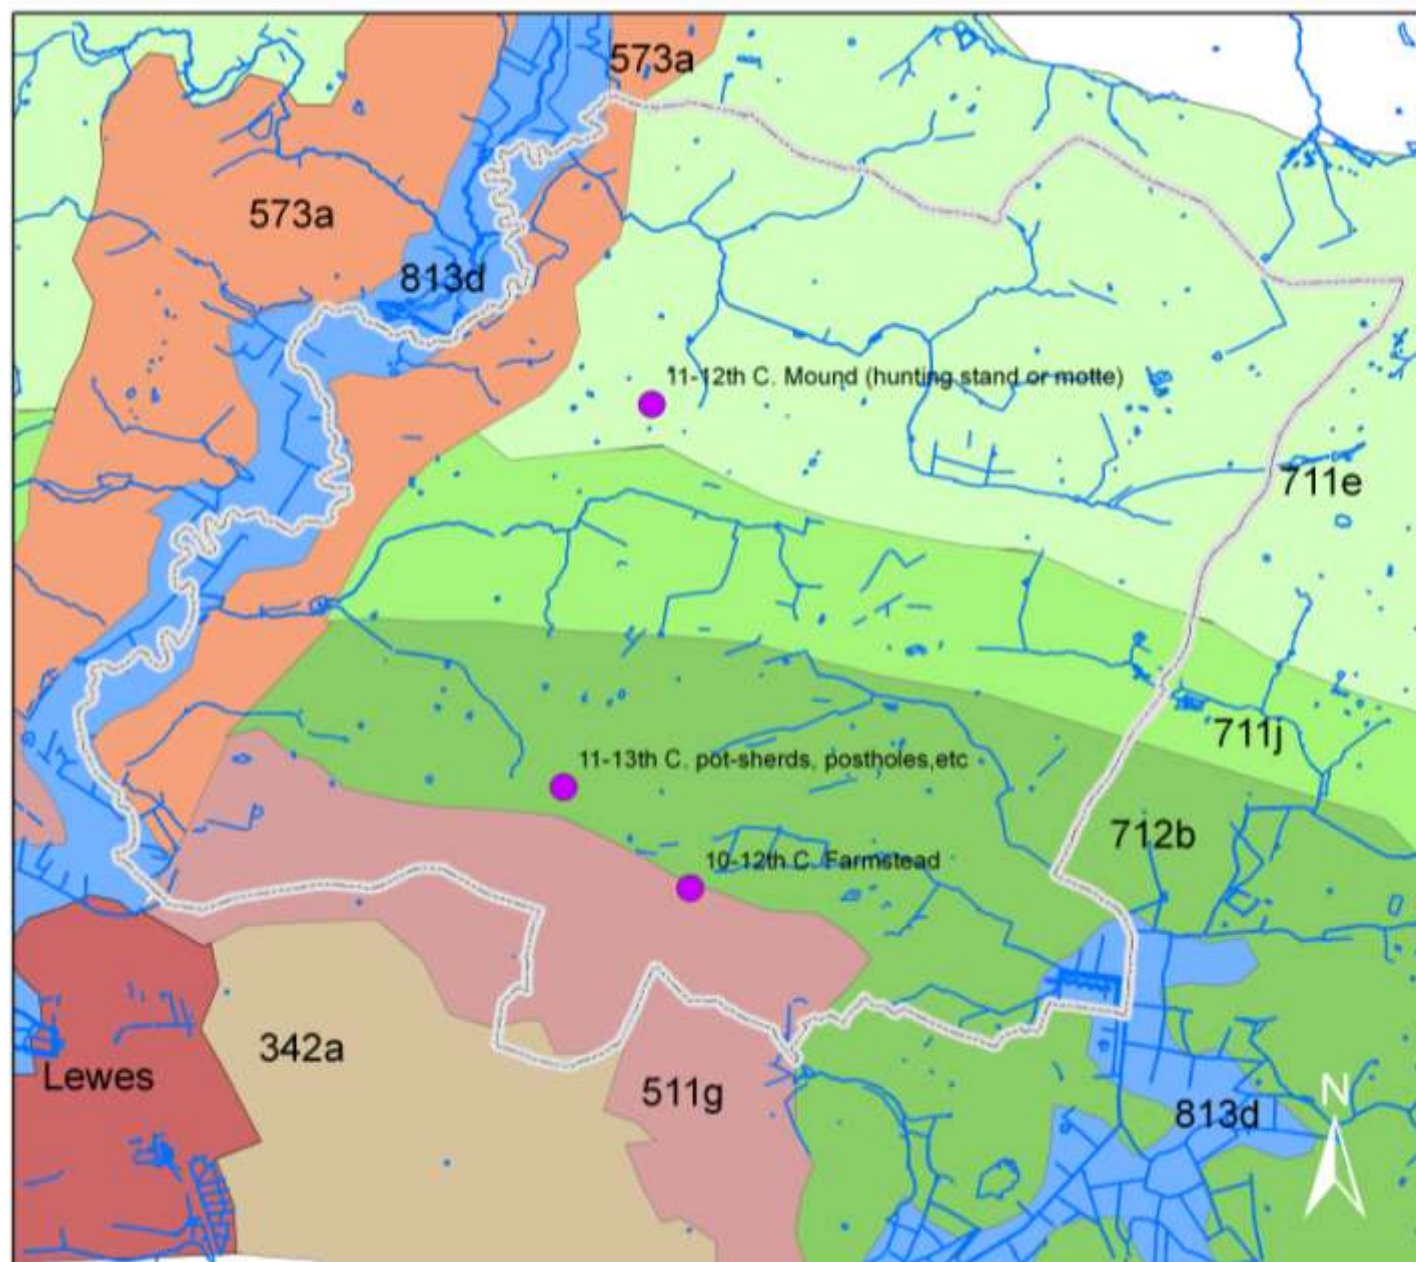 573a
573a
813d
11-12th C. Mound (hunting stand or motte)
711e
711j
11-13th C. pot-sherds, postholes,etc
712b
10-12th C. Farmstead
342a
Lewes
511g
813d
N